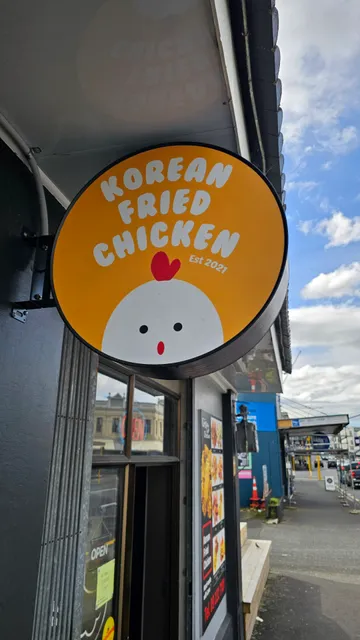 KOREAN
FRIED
CHICKEN
Est 2021
OPEN